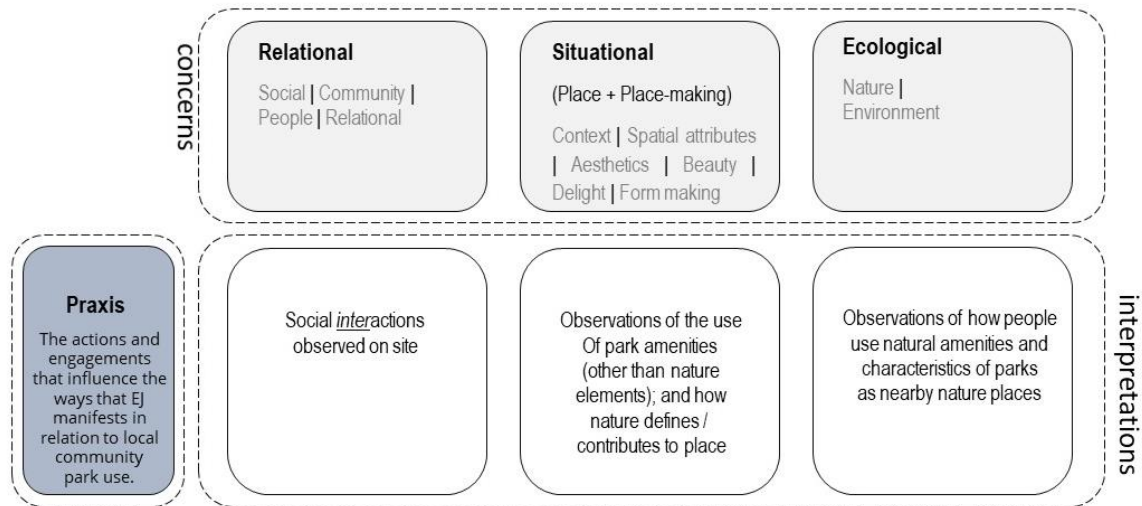 concerns
Relational
Social | Community |
People | Relational
Situational
(Place + Place-making)
Context | Spatial attributes
| Aesthetics | Beauty |
Delight | Form making
Ecological
Nature |
Environment
Praxis
The actions and
engagements
that influence the
ways that EJ
manifests in
relation to local
community
park use.
Social interactions
observed on site
Observations of the use
Of park amenities
(other than nature
elements); and how
nature defines /
contributes to place
Observations of how people
use natural amenities and
characteristics of parks
as nearby nature places
interpretations